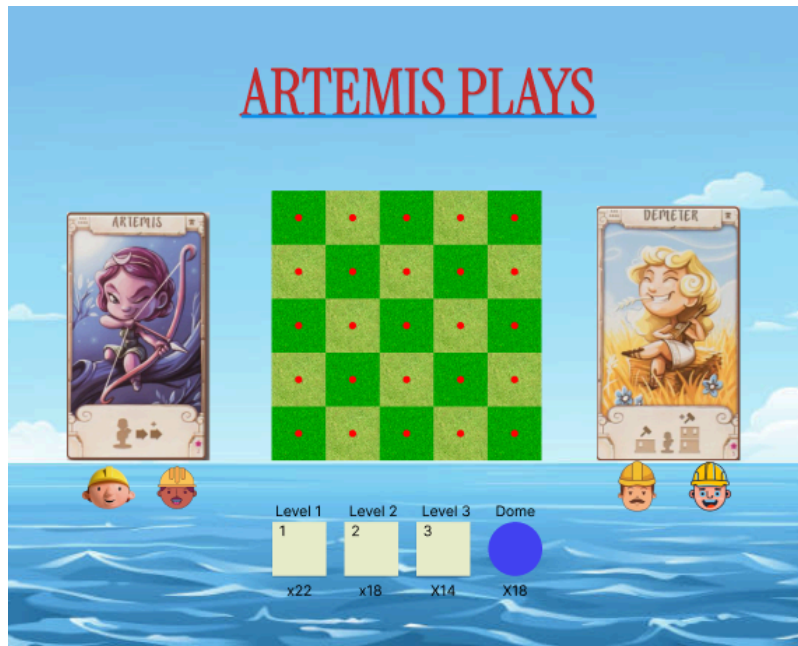 ARTEMIS PLAYS
ARTEMIS
DEMETER
Level 1
Level 2
Level 3
Dome
1
2
3
x22
x18
X14
X18